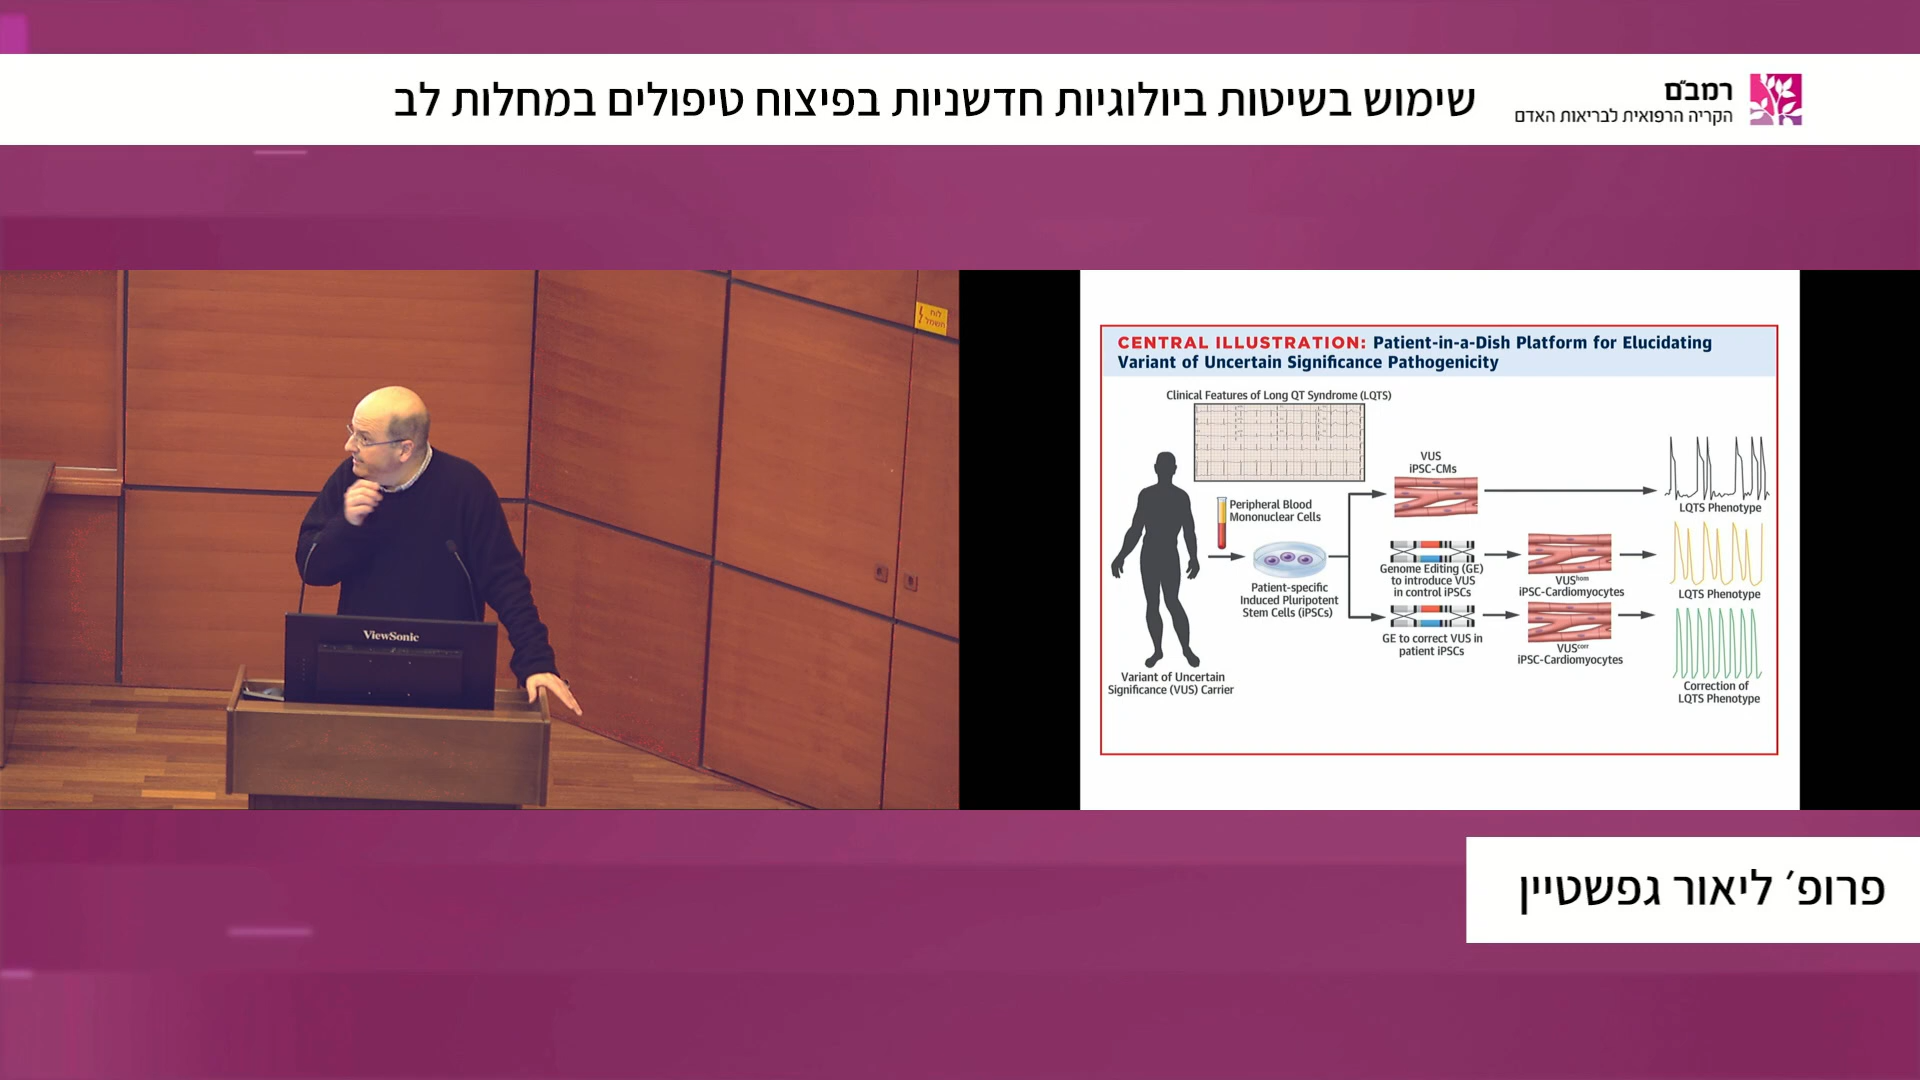 שימוש בשיטות ביולוגיות חדשניות בפיצוח טיפולים במחלות לב
רמב״ם
הקריה הרפואית לבריאות האדם
לוח
חשמל
ViewSonic
CENTRAL ILLUSTRATION: Patient-in-a-Dish Platform for Elucidating
Variant of Uncertain Significance Pathogenicity
Clinical Features of Long QT Syndrome (LQTS)
Peripheral Blood
Mononuclear Cells
Variant of Uncertain
Significance (VUS) Carrier
Patient-specific
Induced Pluripotent
Stem Cells (iPSCs)
VUS
iPSC-CMs
LQTS Phenotype
Genome Editing (GE)
to introduce VUS
in control iPSCs
VUShom
iPSC-Cardiomyocytes
LQTS Phenotype
GE to correct VUS in
patient iPSCs
VUScorr
iPSC-Cardiomyocytes
Correction of
LQTS Phenotype
פרופ׳ ליאור גפשטיין